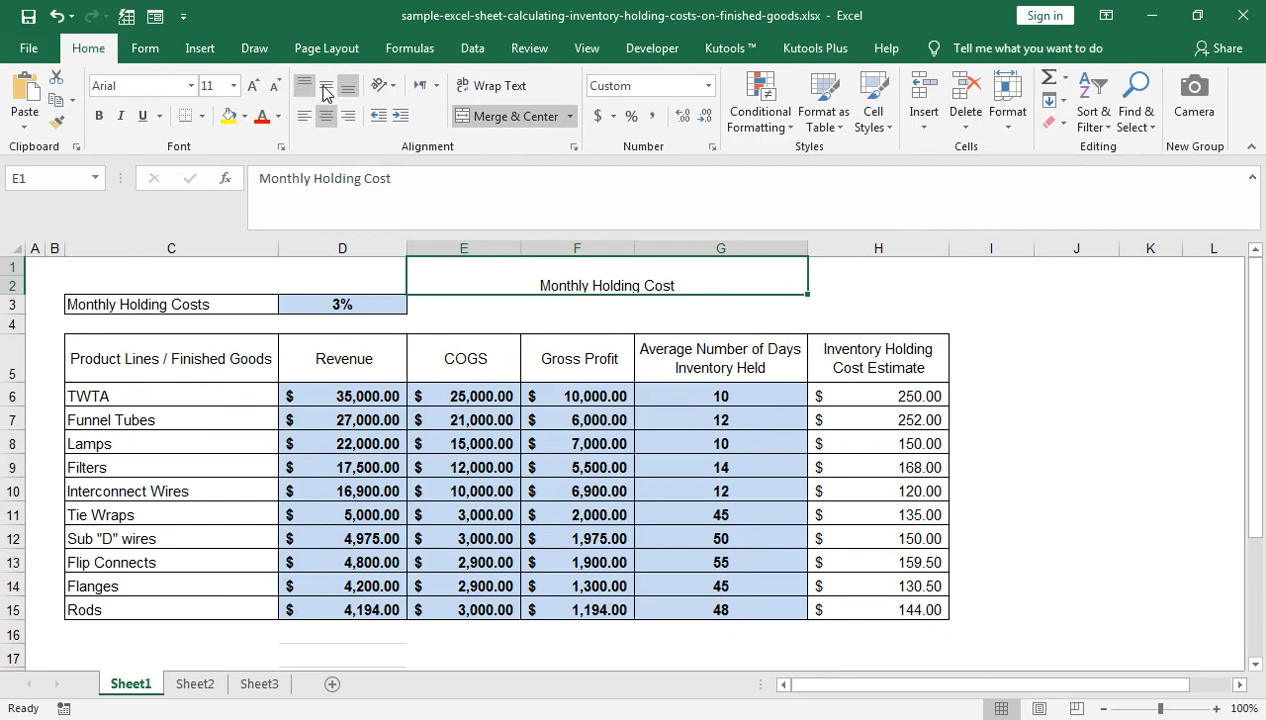 sample-excel-sheet-calculating-inventory-holding-costs-on-finished-goods.xlsx - Excel
Sign in
File Home Form Insert Draw Page Layout Formulas Data Review View Developer Kutools ™ Kutools Plus Help Tell me what you want to do Share
Paste
Arial 11
B I U A
Wrap Text
Merge & Center
Custom
$ % ,
Conditional Formatting
Format as Table
Cell Styles
Insert Delete Format
Sort & Filter
Find & Select
Camera
Clipboard Font Alignment Number Styles Cells Editing New Group
E1 fx Monthly Holding Cost
A B C D E F G H I J K L
1
2 Monthly Holding Cost
3 Monthly Holding Costs 3%
4
5 Product Lines / Finished Goods Revenue COGS Gross Profit Average Number of Days Inventory Held Inventory Holding Cost Estimate
6 TWTA $ 35,000.00 $ 25,000.00 $ 10,000.00 10 $ 250.00
7 Funnel Tubes $ 27,000.00 $ 21,000.00 $ 6,000.00 12 $ 252.00
8 Lamps $ 22,000.00 $ 15,000.00 $ 7,000.00 10 $ 150.00
9 Filters $ 17,500.00 $ 12,000.00 $ 5,500.00 14 $ 168.00
10 Interconnect Wires $ 16,900.00 $ 10,000.00 $ 6,900.00 12 $ 120.00
11 Tie Wraps $ 5,000.00 $ 3,000.00 $ 2,000.00 45 $ 135.00
12 Sub "D" wires $ 4,975.00 $ 3,000.00 $ 1,975.00 50 $ 150.00
13 Flip Connects $ 4,800.00 $ 2,900.00 $ 1,900.00 55 $ 159.50
14 Flanges $ 4,200.00 $ 2,900.00 $ 1,300.00 45 $ 130.50
15 Rods $ 4,194.00 $ 3,000.00 $ 1,194.00 48 $ 144.00
16
17
Sheet1 Sheet2 Sheet3
Ready 100%